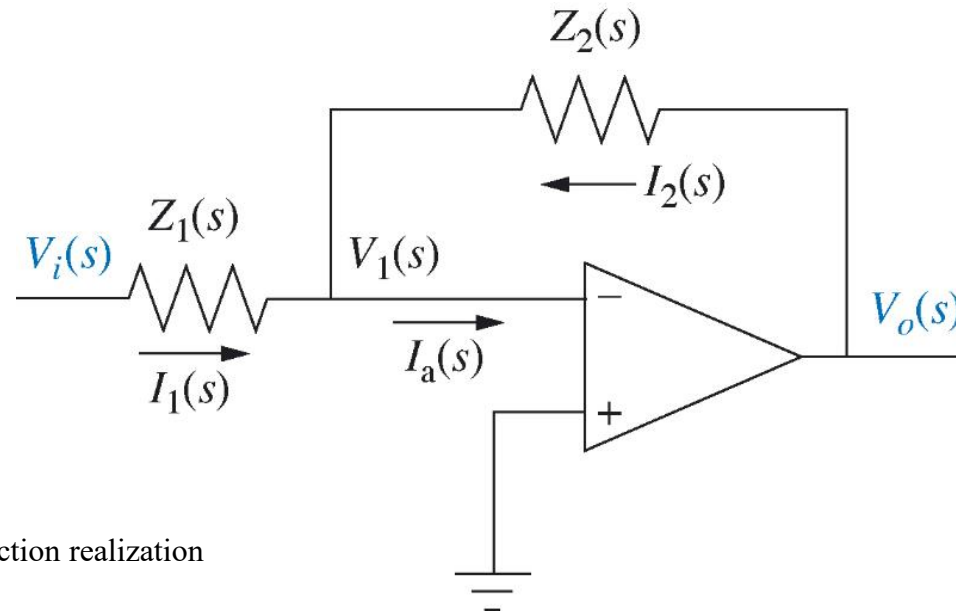 Z2(s)
I2(s)
Z1(s)
Vi(s)
V1(s)
Vo(s)
Ia(s)
I1(s)
−
+
ction realization